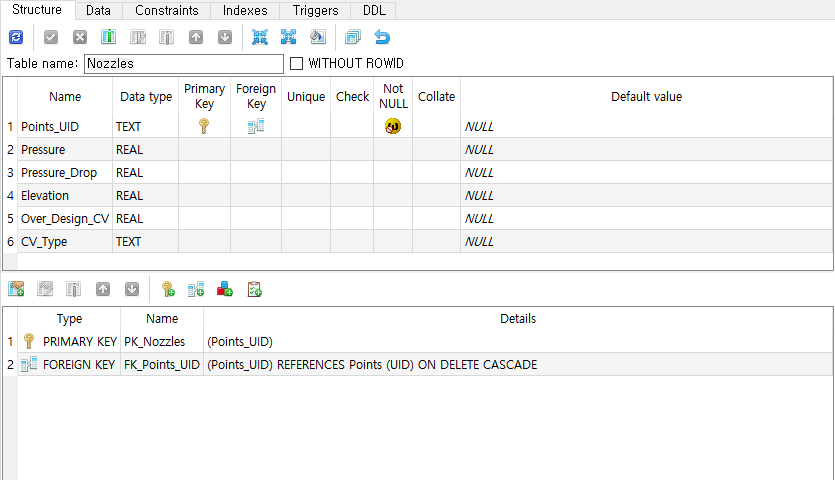 Structure Data Constraints Indexes Triggers DDL
Table name: Nozzles WITHOUT ROWID
Name Data type Primary Key Foreign Key Unique Check Not NULL Collate Default value
1 Points_UID TEXT NULL
2 Pressure REAL NULL
3 Pressure_Drop REAL NULL
4 Elevation REAL NULL
5 Over_Design_CV REAL NULL
6 CV_Type TEXT NULL
Type Name Details
1 PRIMARY KEY PK_Nozzles (Points_UID)
2 FOREIGN KEY FK_Points_UID (Points_UID) REFERENCES Points (UID) ON DELETE CASCADE